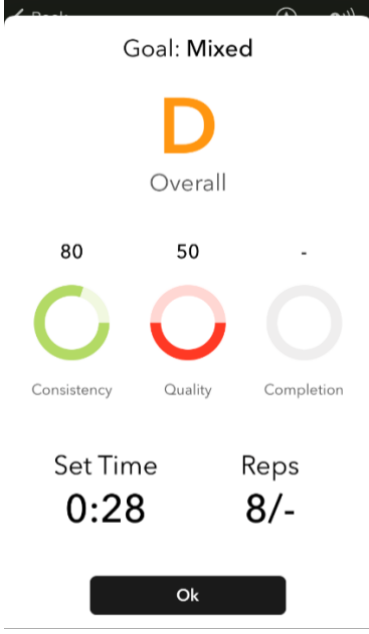 Goal: Mixed
D
Overall
80 50 -
Consistency Quality Completion
Set Time Reps
0:28 8/-
Ok